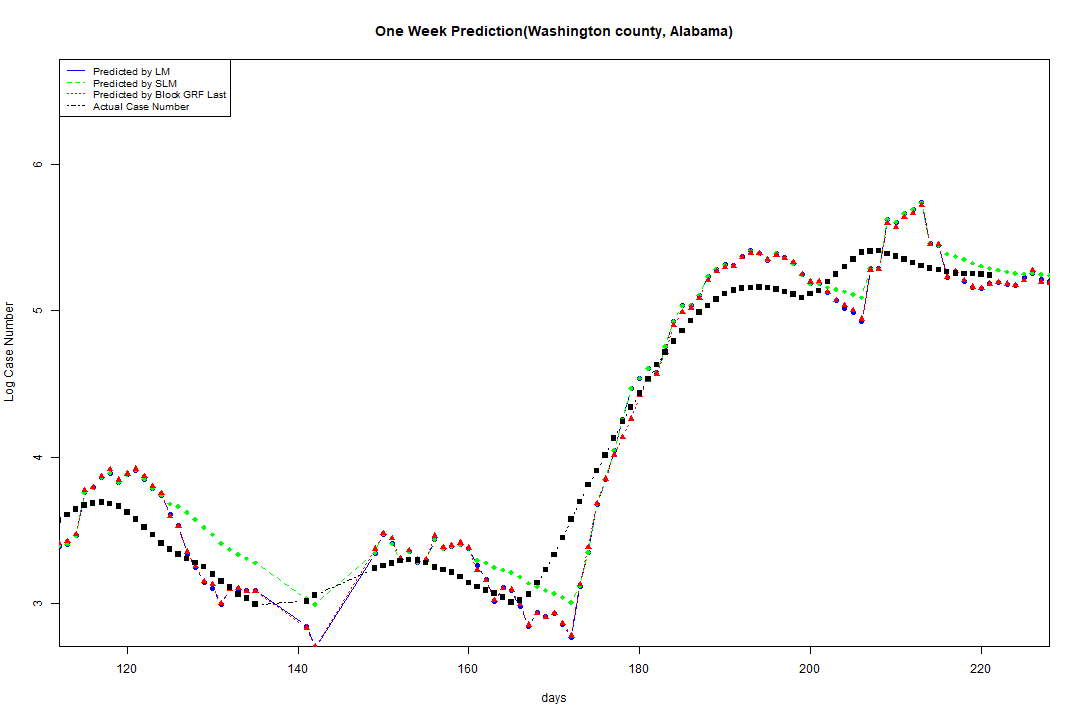 One Week Prediction(Washington county, Alabama)
Predicted by LM
Predicted by SLM
Predicted by Block GRF Last
Actual Case Number
6
5
4
3
Log Case Number
120 140 160 180 200 220
days